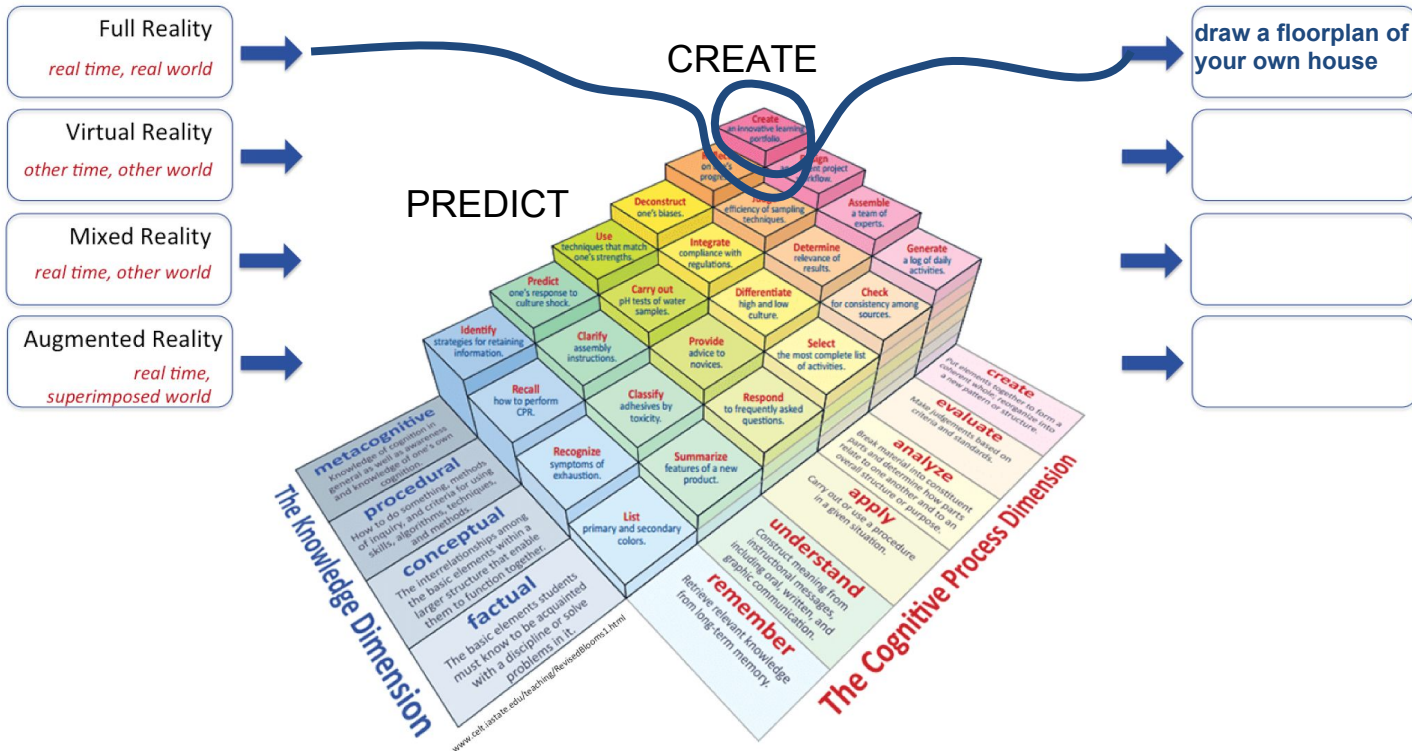 Full Reality
real time, real world
Virtual Reality
other time, other world
Mixed Reality
real time, other world
Augmented Reality
real time,
superimposed world
CREATE
PREDICT
draw a floorplan of
your own house
Create
an innovative learning
portfolio.
Reflect
on one's
progress.
Design
project
workflow.
Deconstruct
one's biases.
efficiency of sampling
techniques.
Assemble
a team of
experts.
Use
techniques that match
one's strengths.
Integrate
compliance with
regulations.
Determine
relevance of
results.
Generate
a log of daily
activities.
Predict
one's response to
culture shock.
Carry out
pH tests of water
samples.
Differentiate
high and low
culture.
Check
for consistency among
sources.
Identify
strategies for retaining
information.
Clarify
assembly
instructions.
Provide
advice to
novices.
Select
the most complete list
of activities.
Recall
how to perform
CPR.
Classify
adhesives by
toxicity.
Respond
to frequently asked
questions.
Recognize
symptoms of
exhaustion.
Summarize
features of a new
product.
List
primary and secondary
colors.
metacognitive
Knowledge of cognition in
general as well as awareness
and knowledge of one's own
cognition.
procedural
How to do something, methods
of inquiry, and criteria for using
skills, algorithms, techniques,
and methods.
conceptual
The interrelationships among
the basic elements within a
larger structure that enable
them to function together.
factual
The basic elements students
must know to be acquainted
with a discipline or solve
problems in it.
The Knowledge Dimension
www.celt.iastate.edu/teaching/RevisedBlooms1.html
create
Put elements together to form a
coherent whole; reorganize into
a new pattern or structure.
evaluate
Make judgements based on
criteria and standards.
analyze
Break material into constituent
parts and determine how parts
relate to one another and to an
overall structure or purpose.
apply
Carry out or use a procedure
in a given situation.
understand
Construct meaning from
instructional messages,
including oral, written, and
graphic communication.
remember
Retrieve relevant knowledge
from long-term memory.
The Cognitive Process Dimension